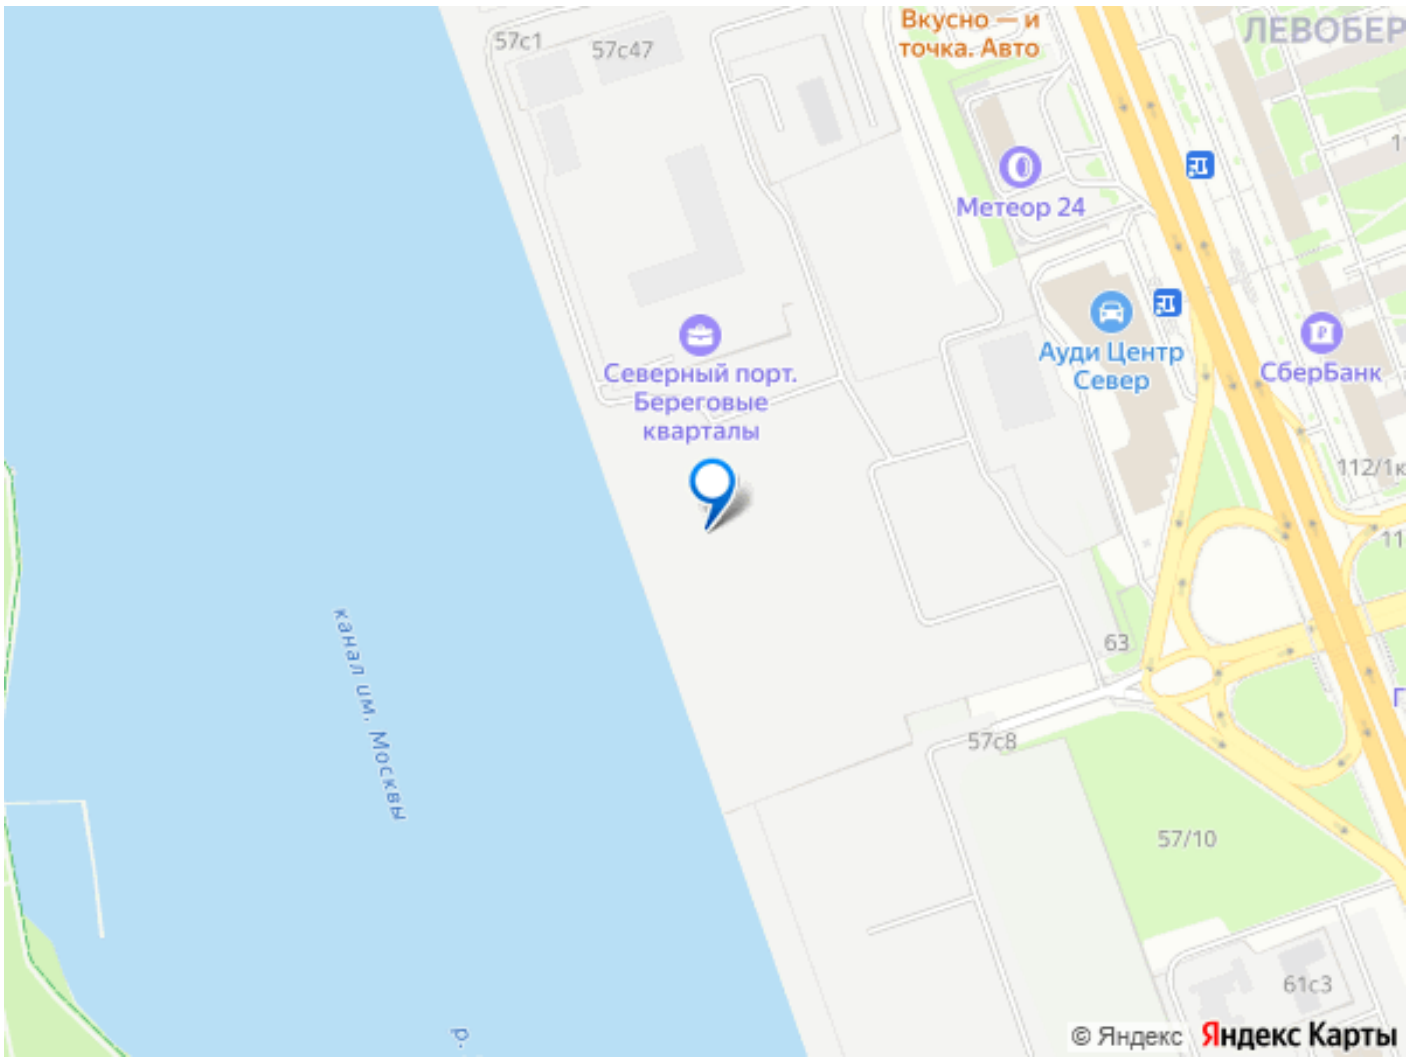 57с1
57с47
Вкусно — и
точка. Авто
ЛЕВОБЕР
Метеор 24
Северный порт.
Береговые
кварталы
Ауди Центр
Север
СберБанк
112/1к
11
63
канал им. Москвы
57с8
57/10
61с3
р.
© Яндекс Яндекс Карты